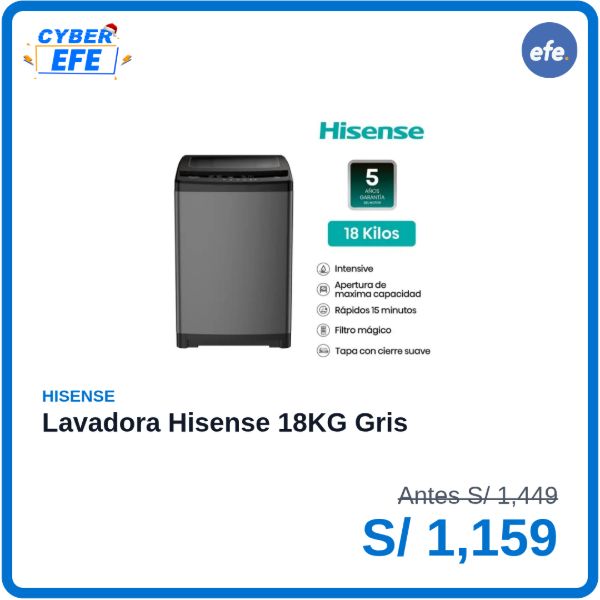 CYBER
EFE
efe.
Hisense
5
AÑOS
GARANTÍA
18 Kilos
Intensive
Apertura de
maxima capacidad
Rápidos 15 minutos
Filtro mágico
Tapa con cierre suave
HISENSE
Lavadora Hisense 18KG Gris
Antes S/ 1,449
S/ 1,159